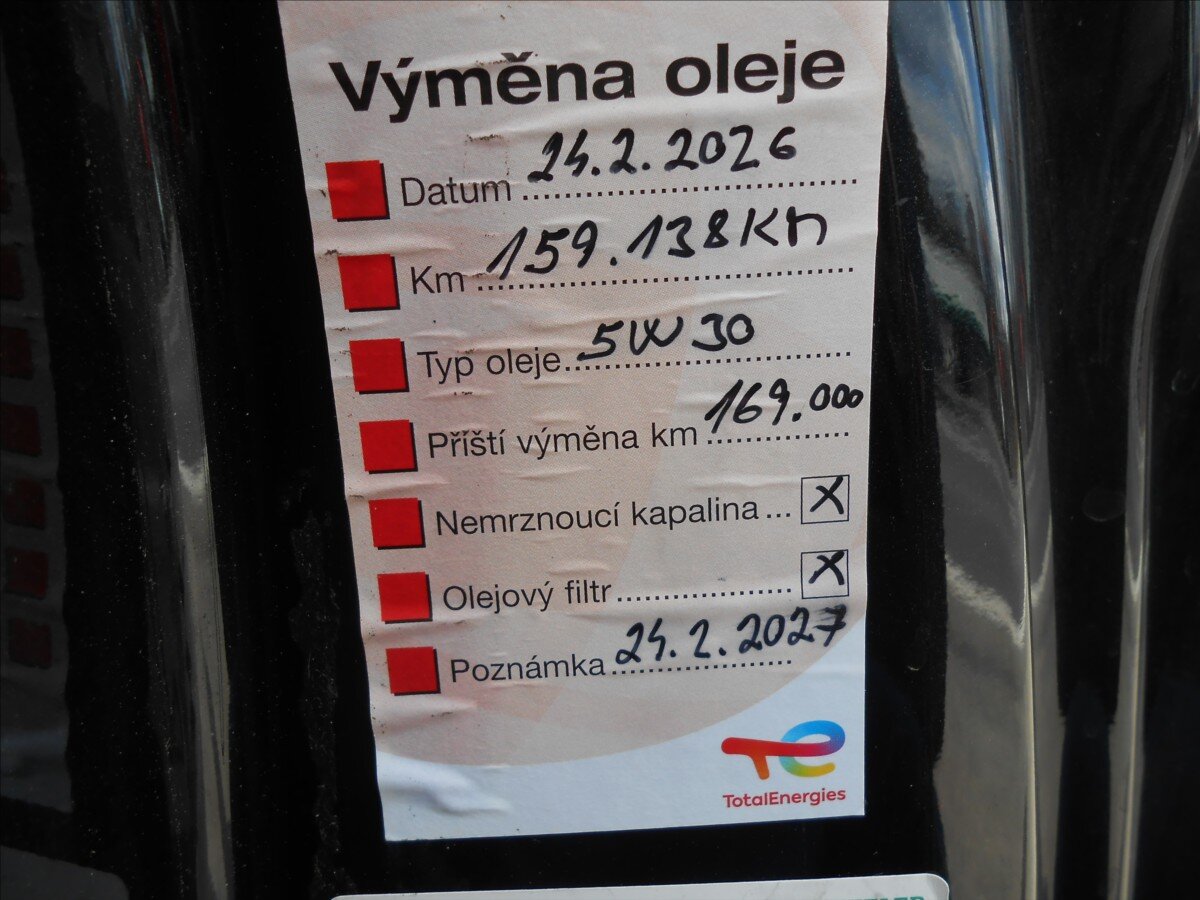 Výměna oleje
Datum 24.2.2026
Km 159.138KM
Typ oleje 5W30
Příští výměna km 169.000
Nemrznoucí kapalina ... X
Olejový filtr X
Poznámka 24.2.2027
TotalEnergies